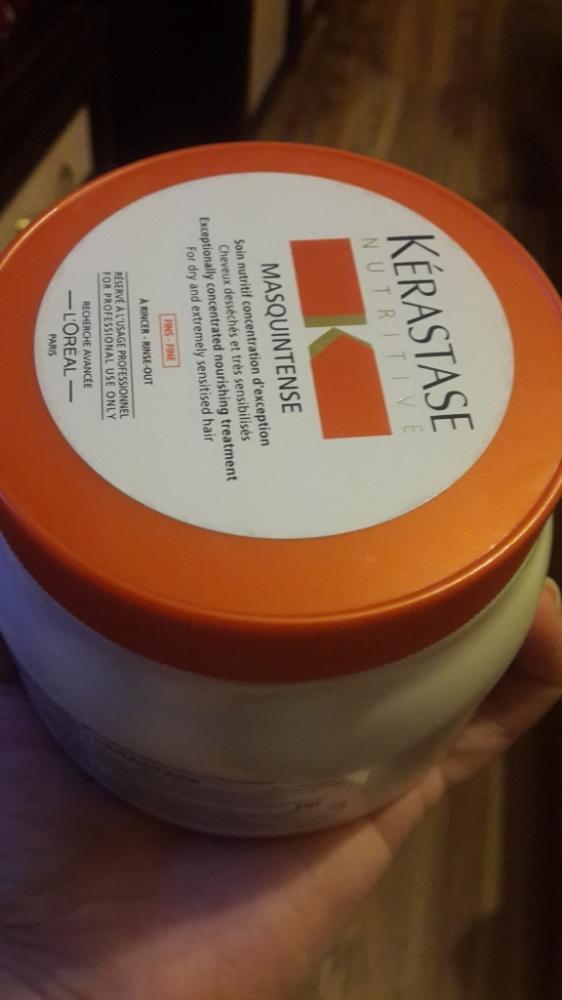 KÉRASTASE
NUTRITIVE
MASQUINTENSE
Soin nutritif concentration d'exception
Cheveux desséchés et très sensibilisés
Exceptionally concentrated nourishing treatment
For dry and extremely sensitised hair
FINS - FINE
À RINCER - RINSE-OUT
RÉSERVÉ À L'USAGE PROFESSIONNEL
FOR PROFESSIONAL USE ONLY
RECHERCHE AVANCÉE
L'ORÉAL
PARIS